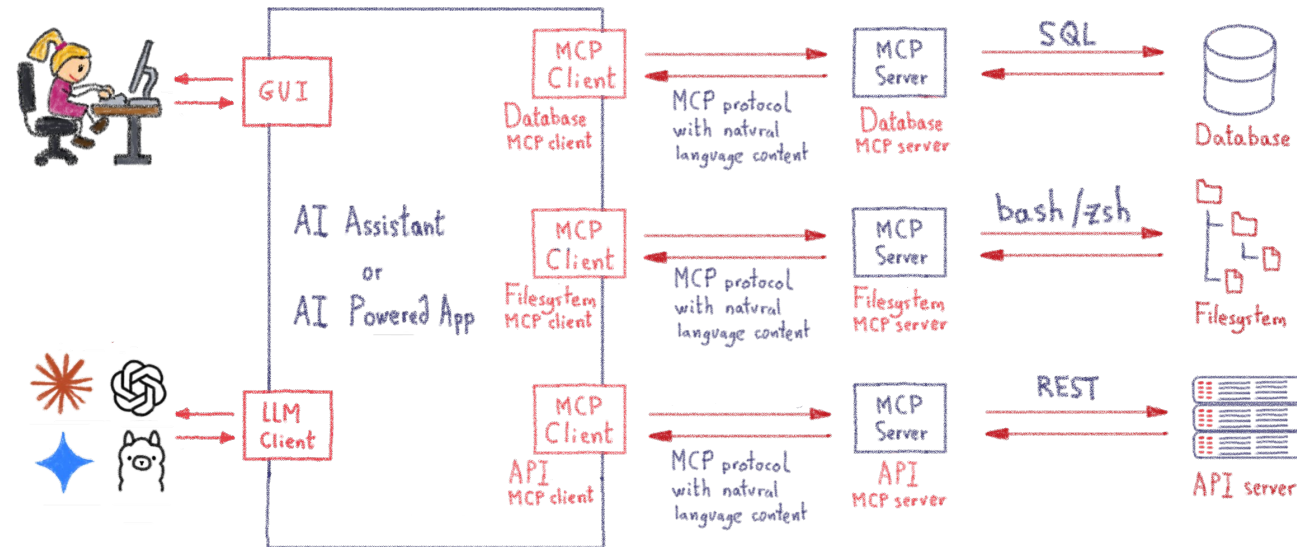 GUI
AI Assistant
or
AI Powered App
LLM
Client
MCP
Client
Database
MCP client
MCP protocol
with natural
language content
MCP
Server
Database
MCP server
SQL
Database
MCP
Client
Filesystem
MCP client
MCP protocol
with natural
language content
MCP
Server
Filesystem
MCP server
bash/zsh
Filesystem
MCP
Client
API
MCP client
MCP protocol
with natural
language content
MCP
Server
API
MCP server
REST
API server